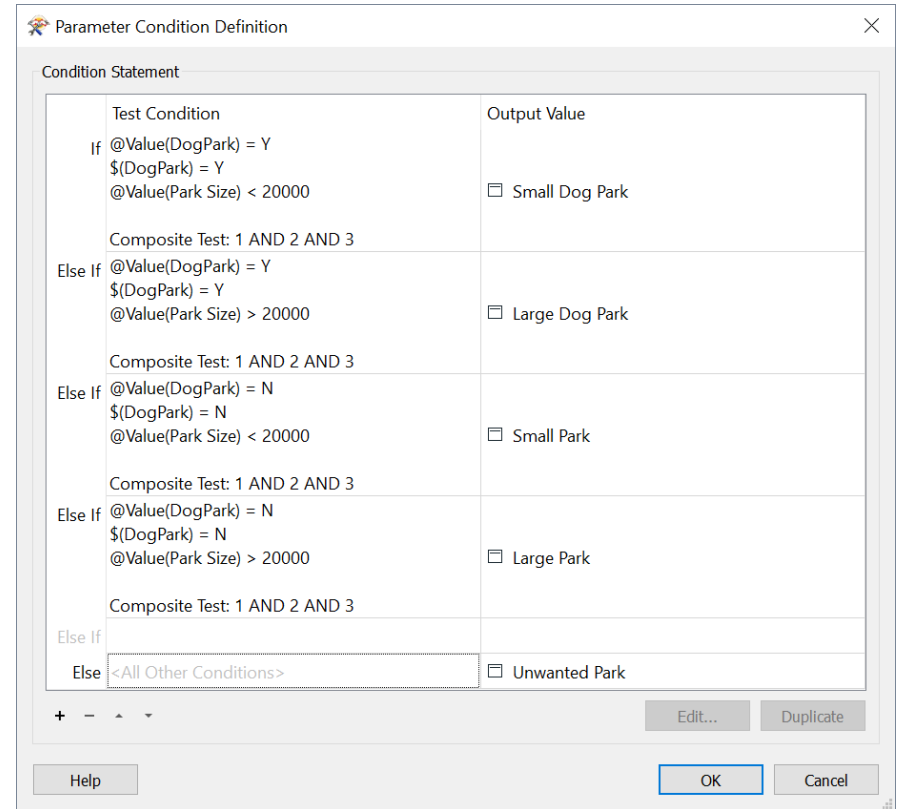 Parameter Condition Definition
Condition Statement
Test Condition Output Value
If @Value(DogPark) = Y
$(DogPark) = Y
@Value(Park Size) < 20000 Small Dog Park
Composite Test: 1 AND 2 AND 3
Else If @Value(DogPark) = Y
$(DogPark) = Y
@Value(Park Size) > 20000 Large Dog Park
Composite Test: 1 AND 2 AND 3
Else If @Value(DogPark) = N
$(DogPark) = N
@Value(Park Size) < 20000 Small Park
Composite Test: 1 AND 2 AND 3
Else If @Value(DogPark) = N
$(DogPark) = N
@Value(Park Size) > 20000 Large Park
Composite Test: 1 AND 2 AND 3
Else If
Else <All Other Conditions> Unwanted Park
Edit... Duplicate
Help OK Cancel